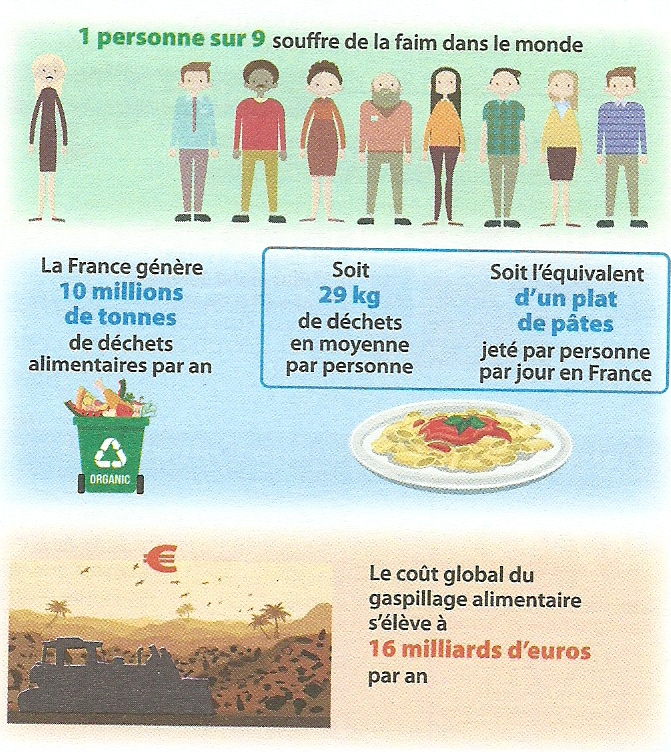 1 personne sur 9 souffre de la faim dans le monde
La France génère
10 millions
de tonnes
de déchets
alimentaires par an
ORGANIC
Soit
29 kg
de déchets
en moyenne
par personne
Soit l'équivalent
d'un plat
de pâtes
jeté par personne
par jour en France
€
Le coût global du
gaspillage alimentaire
s'élève à
16 milliards d'euros
par an